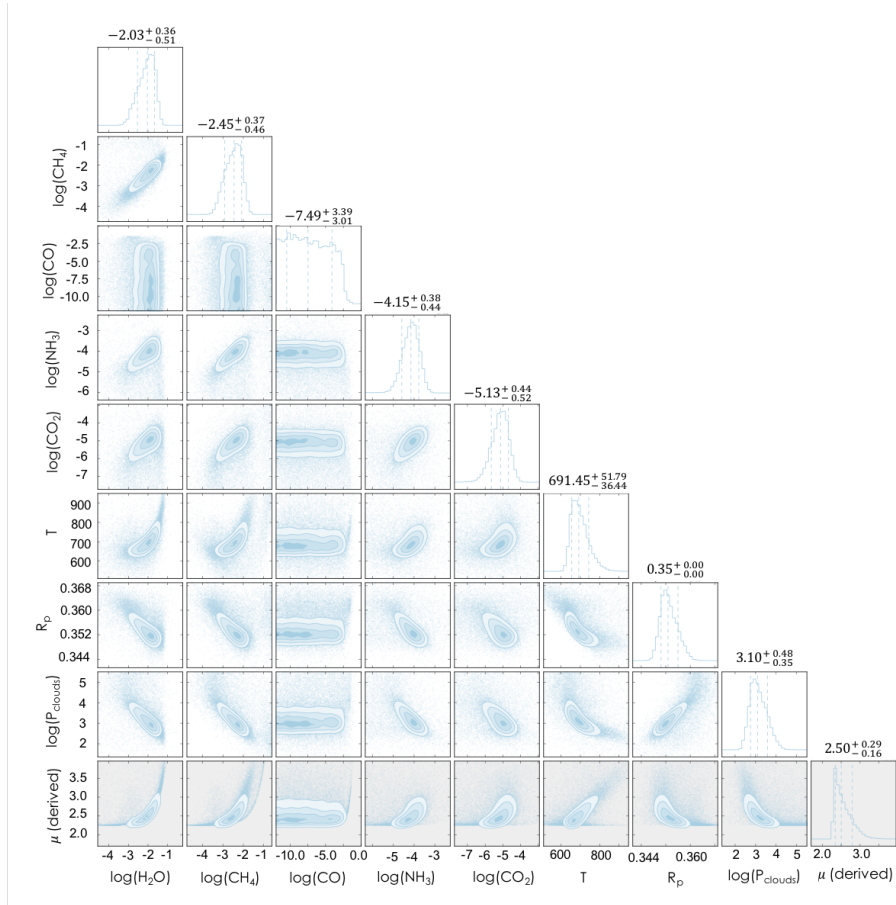 −2.03 +0.36 −0.51
−2.45 +0.37 −0.46
log(CH₄)
-1
-2
-3
-4
−7.49 +3.39 −3.01
log(CO)
-2.5
-5.0
-7.5
-10.0
−4.15 +0.38 −0.44
log(NH₃)
-3
-4
-5
-6
−5.13 +0.44 −0.52
log(CO₂)
-4
-5
-6
-7
691.45 +51.79 −36.44
T
900
800
700
600
0.35 +0.00 −0.00
Rₚ
0.368
0.360
0.352
0.344
3.10 +0.48 −0.35
log(P_clouds)
5
4
3
2
2.50 +0.29 −0.16
μ (derived)
3.5
3.0
2.5
2.0
-4 -3 -2 -1 -4 -3 -2 -1 -10.0 -5.0 0.0 -5 -4 -3 -7 -6 -5 -4 600 800 0.344 0.360 2 3 4 5 2.0 3.0
log(H₂O) log(CH₄) log(CO) log(NH₃) log(CO₂) T Rₚ log(P_clouds) μ (derived)